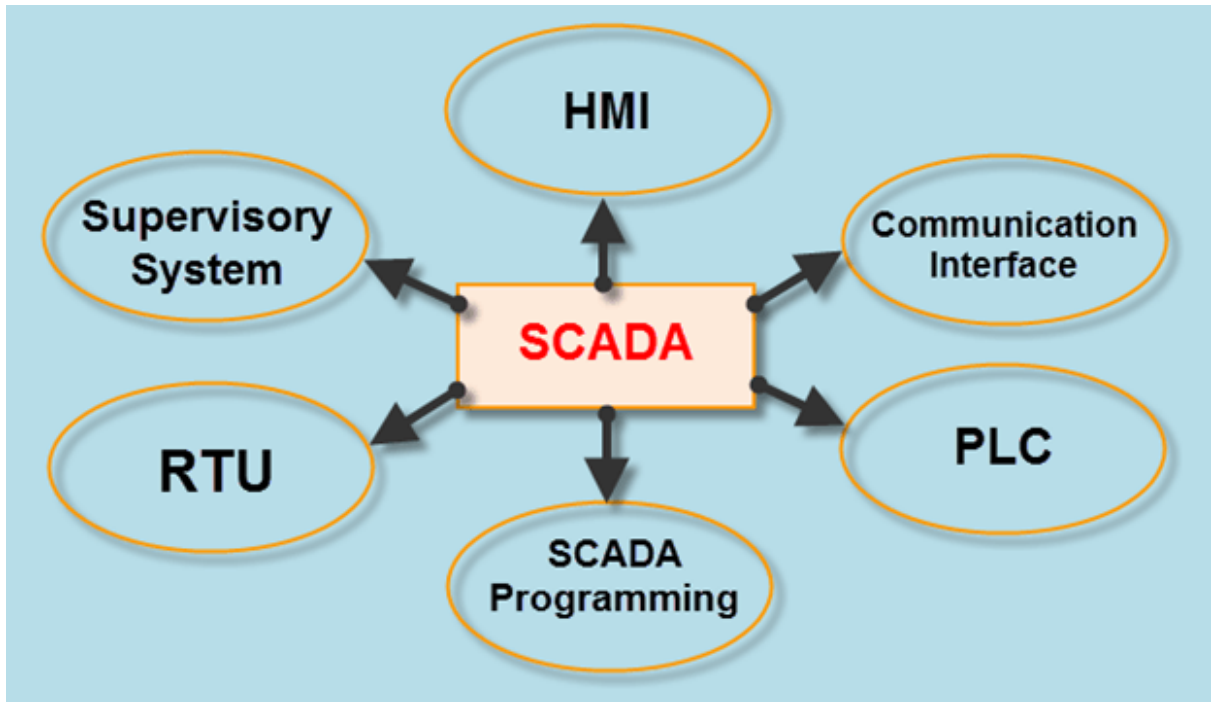 HMI
Supervisory
System
Communication
Interface
SCADA
RTU
PLC
SCADA
Programming